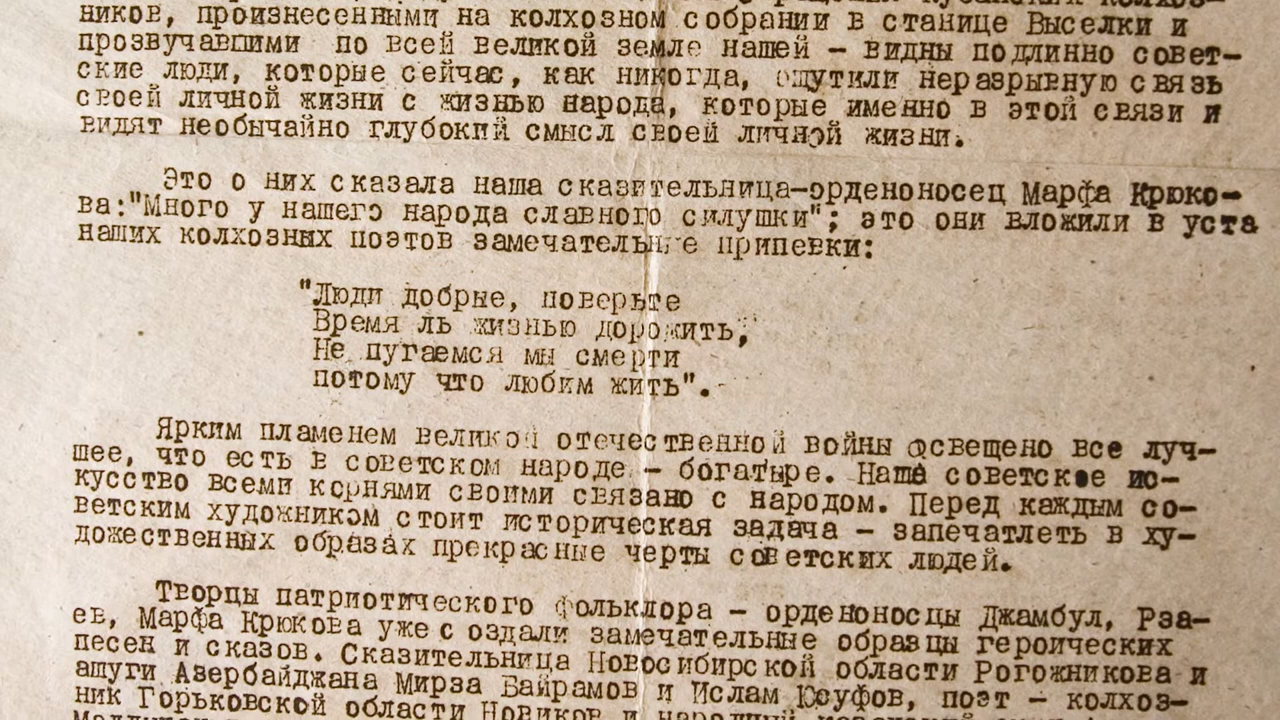 ников, произнесенными на колхозном собрании в станице Выселки и
прозвучавшими по всей великой земле нашей - видны подлинно совет-
ские люди, которые сейчас, как никогда, ощутили неразрывную связь
своей личной жизни с жизнью народа, которые именно в этой связи и
видят необычайно глубокий смысл своей личной жизни.
Это о них сказала наша сказительница-орденоносец Марфа Крюко-
ва:"Много у нашего народа славного силушки"; это они вложили в уста
наших колхозных поэтов замечательные припевки:
"Люди добрые, поверьте
Время ль жизнью дорожить,
Не пугаемся мы смерти
потому что любим жить".-
Ярким пламенем великой отечественной войны освещено все луч-
шее, что есть в советском народе - богатыре. Наше советское ис-
кусство всеми корнями своими связано с народом. Перед каждым со-
ветским художником стоит историческая задача - запечатлеть в ху-
дожественных образах прекрасные черты советских людей.
Творцы патриотического фольклора - орденоносцы Джамбул, Рза-
ев, Марфа Крюкова уже создали замечательные образцы героических
песен и сказов. Сказительница Новосибирской области Рогожникова и
ашуги Азербайджана Мирза Байрамов и Ислам Юсуфов, поэт - колхоз-
ник Горьковской области Новиков и народный